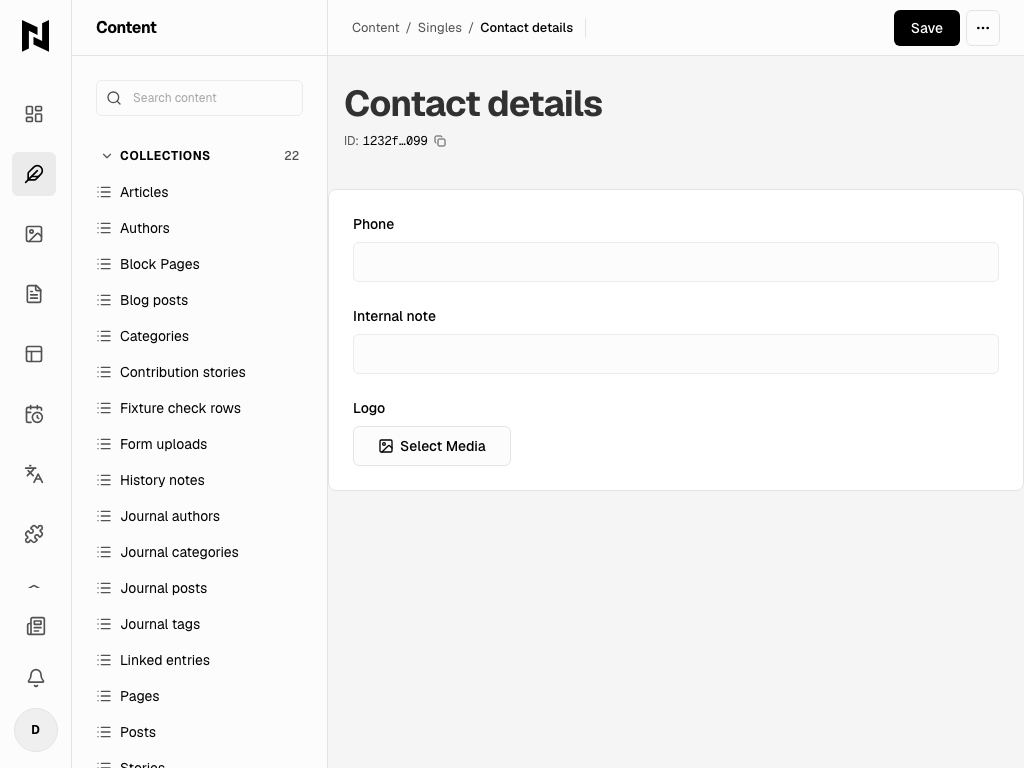 Content
Search content
COLLECTIONS 22
Articles
Authors
Block Pages
Blog posts
Categories
Contribution stories
Fixture check rows
Form uploads
History notes
Journal authors
Journal categories
Journal posts
Journal tags
Linked entries
Pages
Posts
Stories
D
Content / Singles / Contact details
Save
Contact details
ID: 1232f…099
Phone
Internal note
Logo
Select Media